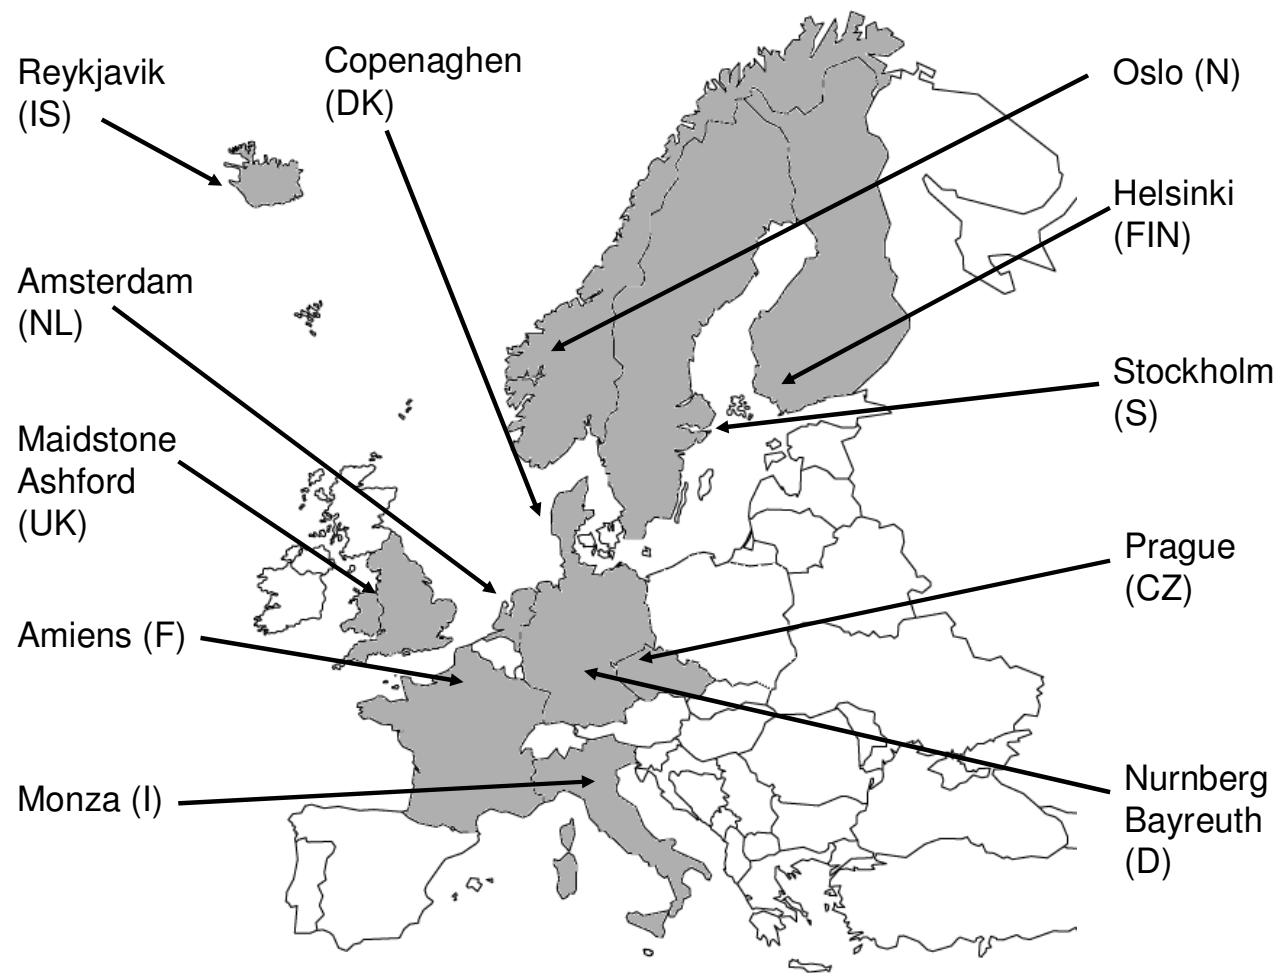 Reykjavik
(IS)
Copenaghen
(DK)
Oslo (N)
Helsinki
(FIN)
Amsterdam
(NL)
Stockholm
(S)
Maidstone
Ashford
(UK)
Prague
(CZ)
Amiens (F)
Monza (I)
Nurnberg
Bayreuth
(D)